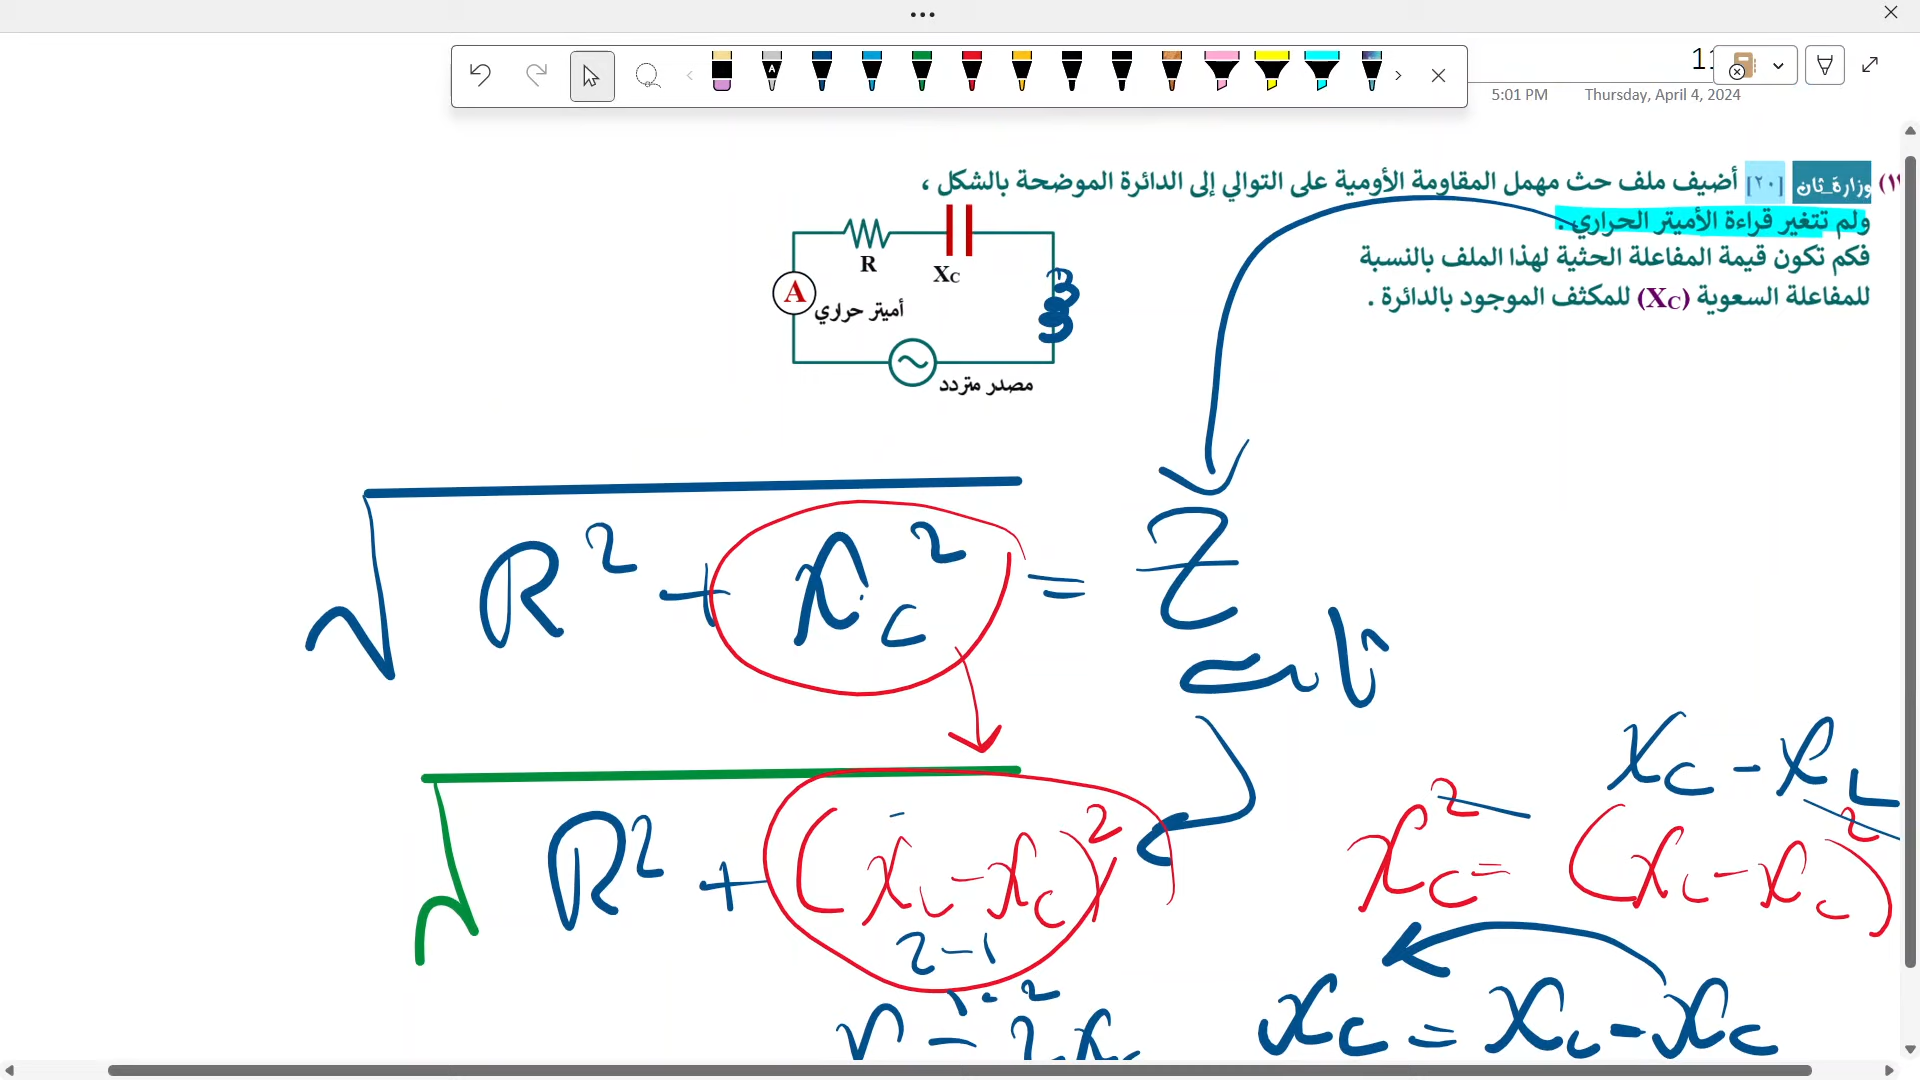 5:01 PM Thursday, April 4, 2024
وزارة_ثان [٢٠] أضيف ملف حث مهمل المقاومة الأومية على التوالي إلى الدائرة الموضحة بالشكل ،
ولم تتغير قراءة الأميتر الحراري .
فكم تكون قيمة المفاعلة الحثية لهذا الملف بالنسبة
للمفاعلة السعوية (XC) للمكثف الموجود بالدائرة .
R
XC
A
أميتر حراري
مصدر متردد
√ R² + Xc² = Z
Xc - XL
√ R² + (XL - Xc)²
Xc² = (XL - Xc)²
2 - 1
Xc = XL - Xc